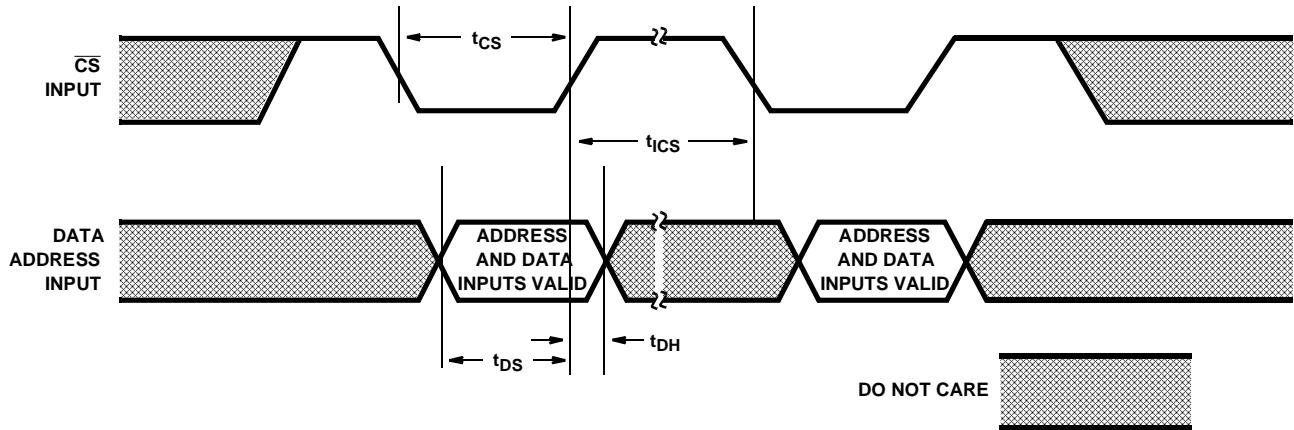 CS
INPUT
tCS
tICS
DATA
ADDRESS
INPUT
ADDRESS
AND DATA
INPUTS VALID
ADDRESS
AND DATA
INPUTS VALID
tDS
tDH
DO NOT CARE